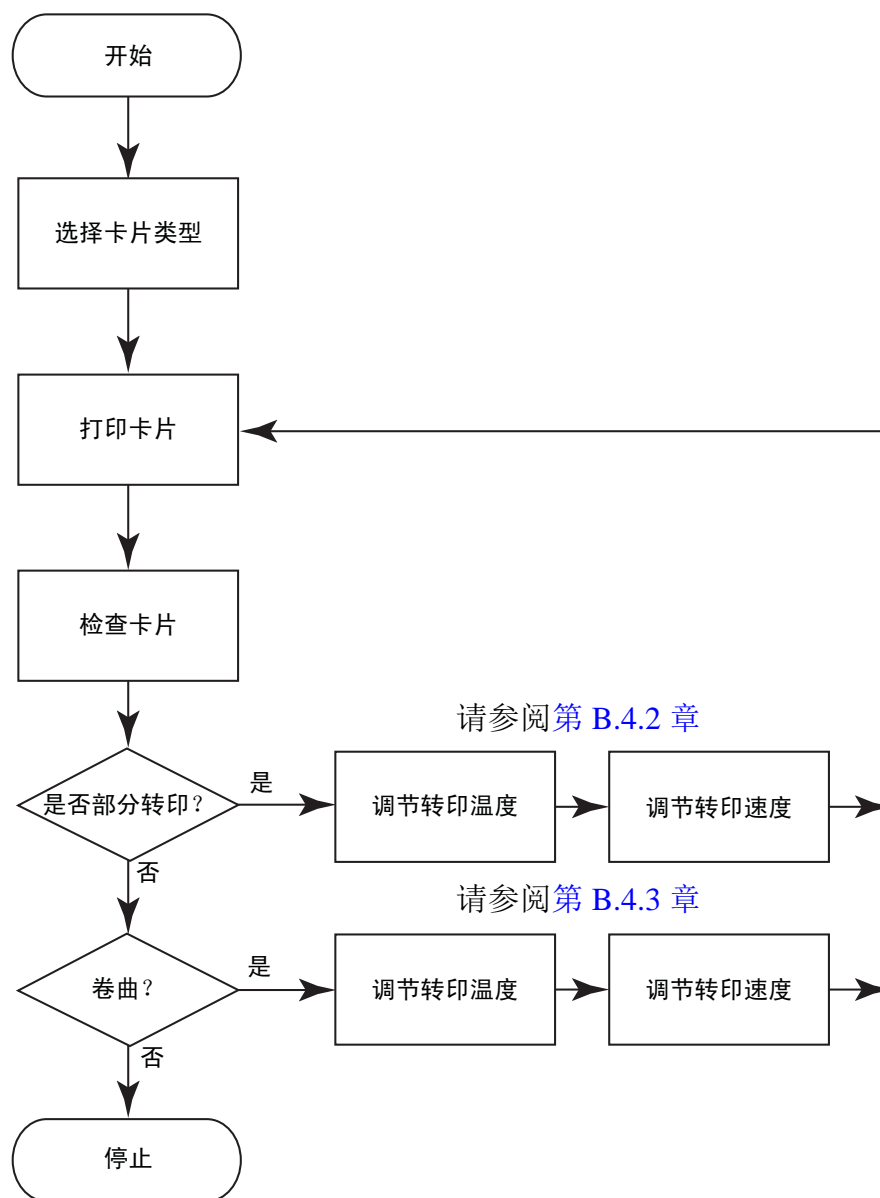 开始
选择卡片类型
打印卡片
检查卡片
请参阅第 B.4.2 章
是否部分转印？
是
调节转印温度
调节转印速度
否
请参阅第 B.4.3 章
卷曲？
是
调节转印温度
调节转印速度
否
停止